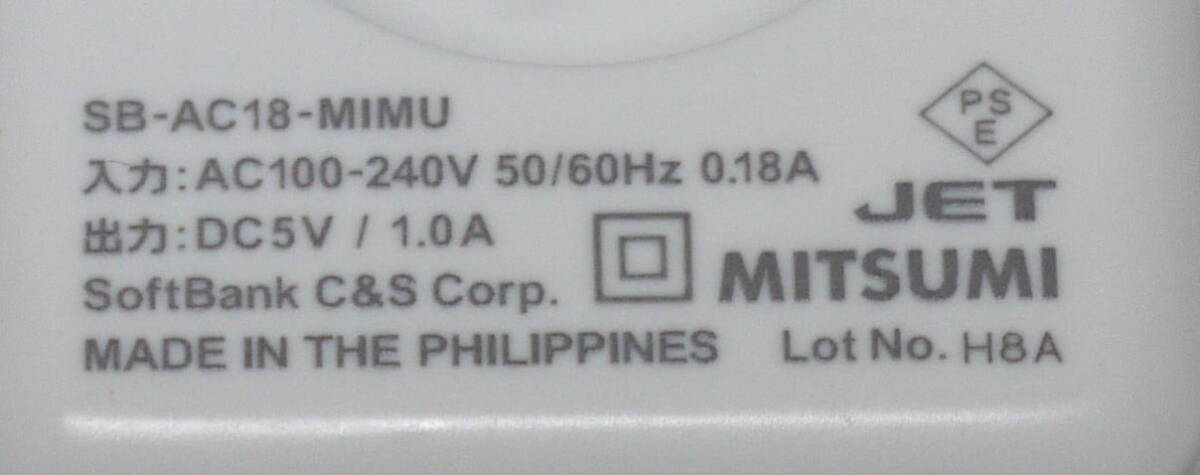 SB-AC18-MIMU
入力:AC100-240V 50/60Hz 0.18A
出力:DC5V / 1.0A
SoftBank C&S Corp.
MADE IN THE PHILIPPINES
PS
E
JET
MITSUMI
Lot No. H8A